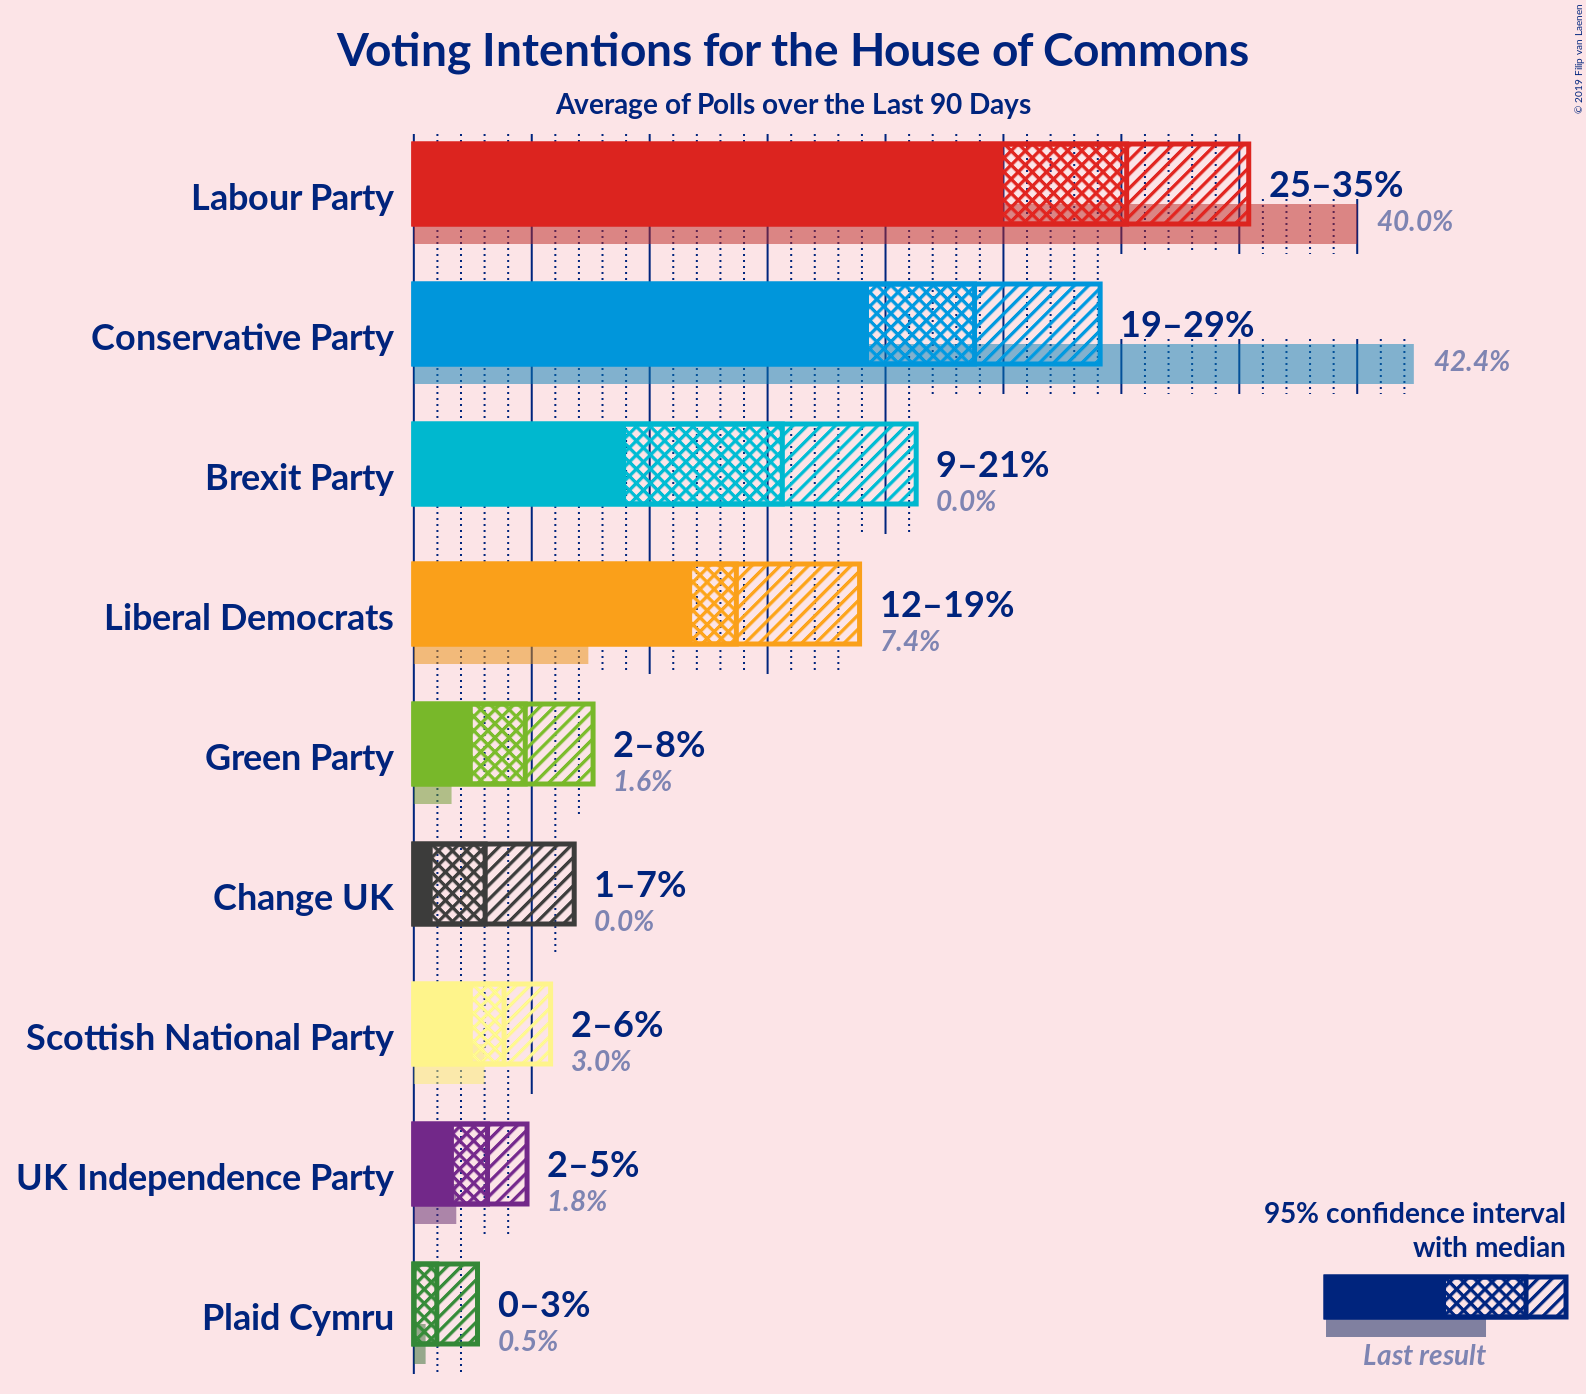 Voting Intentions for the House of Commons
Average of Polls over the Last 90 Days
© 2019 Filip van Laenen
Labour Party
25–35%
40.0%
Conservative Party
19–29%
42.4%
Brexit Party
9–21%
0.0%
Liberal Democrats
12–19%
7.4%
Green Party
2–8%
1.6%
Change UK
1–7%
0.0%
Scottish National Party
2–6%
3.0%
UK Independence Party
2–5%
1.8%
Plaid Cymru
0–3%
0.5%
95% confidence interval
with median
Last result